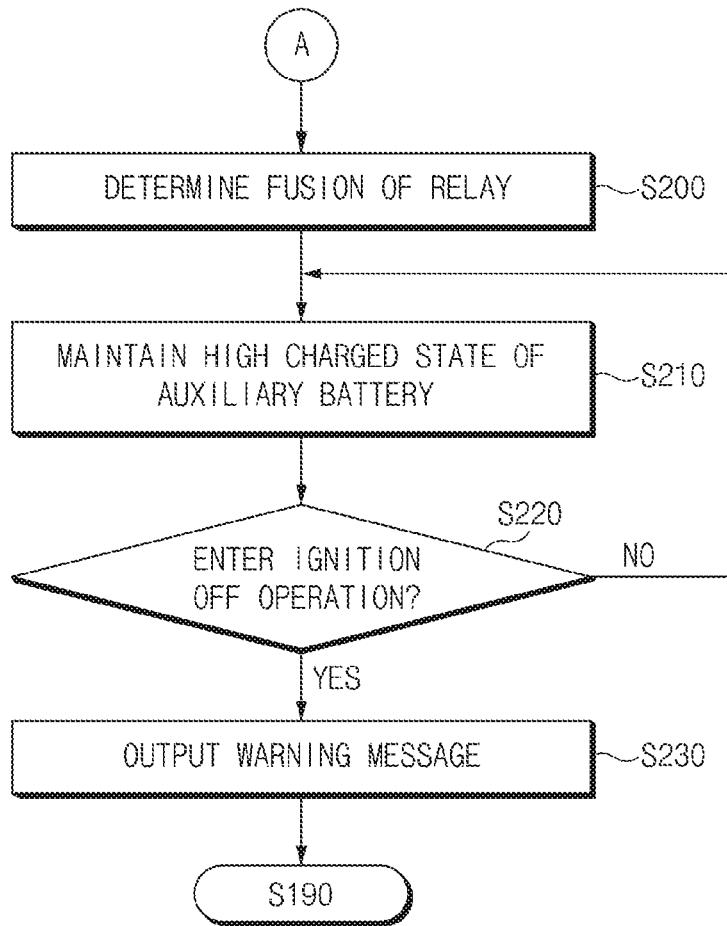 A
DETERMINE FUSION OF RELAY
S200
MAINTAIN HIGH CHARGED STATE OF
AUXILIARY BATTERY
S210
S220
ENTER IGNITION
OFF OPERATION?
NO
YES
OUTPUT WARNING MESSAGE
S230
S190